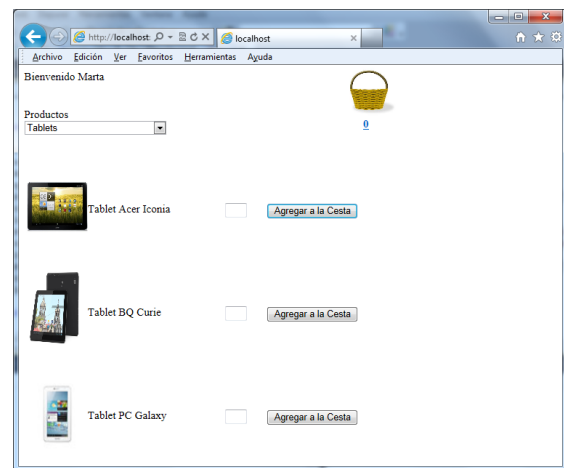 http://localhost:
localhost
Archivo Edición Ver Favoritos Herramientas Ayuda
Bienvenido Marta
Productos
0
Tablets
Tablet Acer Iconia Agregar a la Cesta
Tablet BQ Curie Agregar a la Cesta
Tablet PC Galaxy Agregar a la Cesta